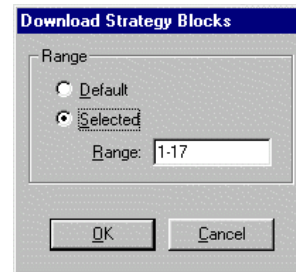 Download Strategy Blocks
Range
Default
Selected
Range: 1-17
OK Cancel